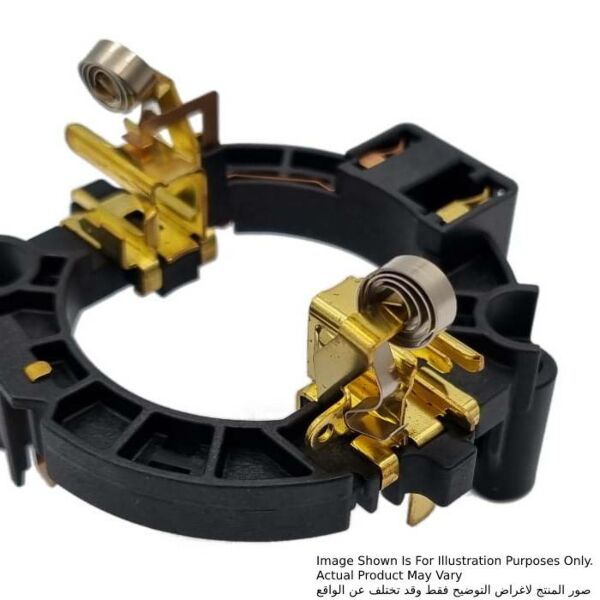 Image Shown Is For Illustration Purposes Only.
Actual Product May Vary
صور المنتج لاغراض التوضيح فقط وقد تختلف عن الواقع